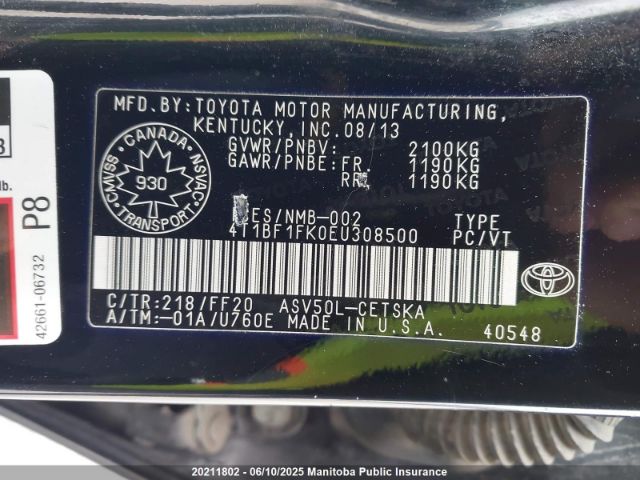 MFD.BY:TOYOTA MOTOR MANUFACTURING,
KENTUCKY,INC.08/13
GVWR/PNBV: 2100KG
GAWR/PNBE:FR 1190KG
RR 1190KG
CANADA
CMVSS NSVAC
930
TRANSPORT
ES/NMB-002 TYPE
4T1BF1FK0EU308500 PC/VT
C/TR:218/FF20 ASV50L-CETSKA
A/TM:-01A/U760E MADE IN U.S.A. 40548
TOYOTA
lb.
P8
42661-06732
20211802 - 06/10/2025 Manitoba Public Insurance